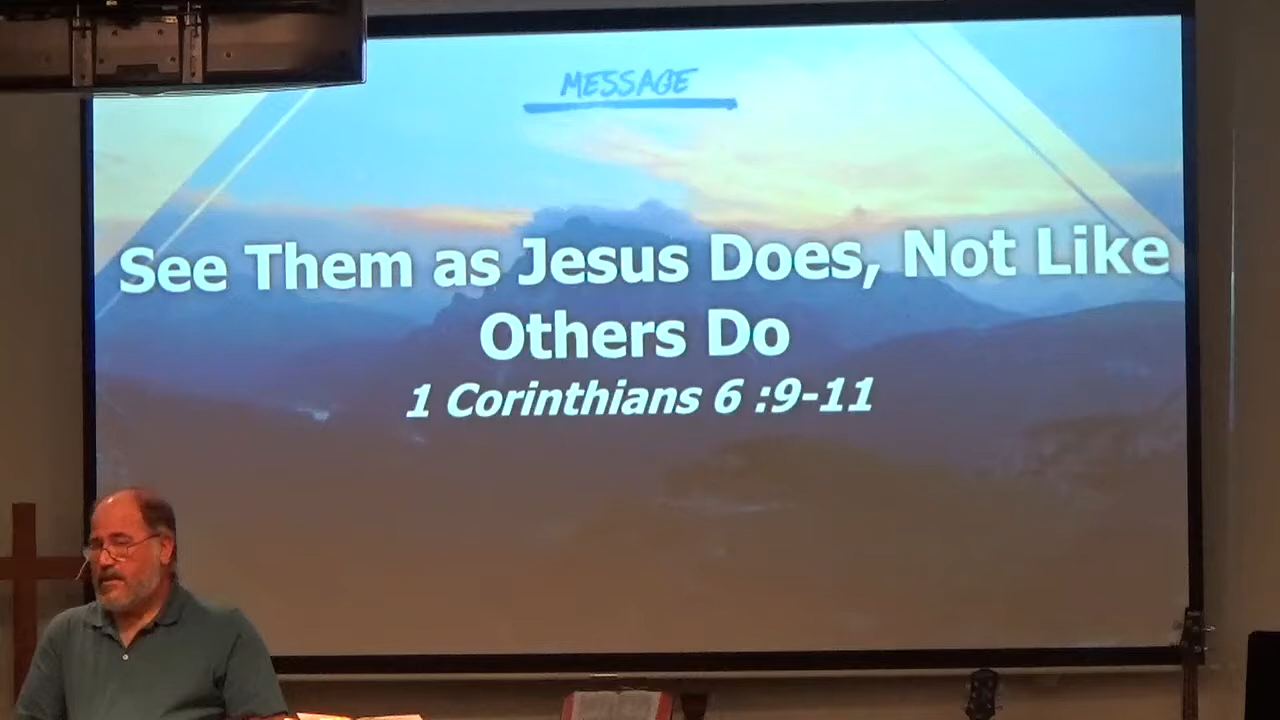 MESSAGE
See Them as Jesus Does, Not Like
Others Do
1 Corinthians 6 :9-11